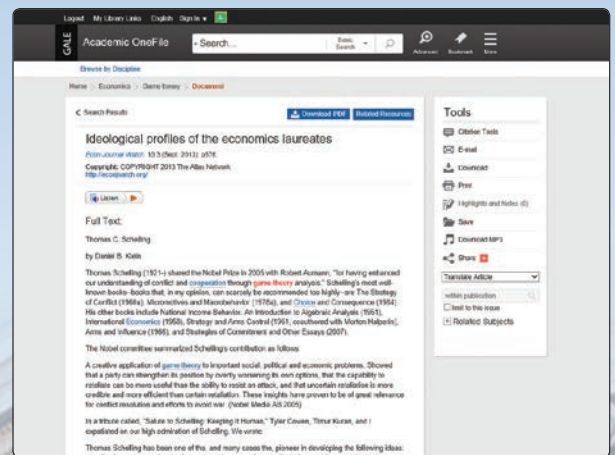 Logout My Library Links English Sign In
GALE
Academic OneFile
Search...
Basic Search
Advanced Bookmark More
Browse by Discipline
Home > Economics > Game theory > Document
< Search Results
Download PDF Related Resources
Ideological profiles of the economics laureates
Econ Journal Watch. 10.3 (Sept. 2013): p576.
Copyright: COPYRIGHT 2013 The Atlas Network
http://econjwatch.org/
Listen
Full Text:
Thomas C. Schelling
by Daniel B. Klein
Thomas Schelling (1921-) shared the Nobel Prize in 2005 with Robert Aumann, "for having enhanced
our understanding of conflict and cooperation through game-theory analysis." Schelling's most well-
known books--books that, in my opinion, can scarcely be recommended too highly--are The Strategy
of Conflict (1960a), Micromotives and Macrobehavior (1978a), and Choice and Consequence (1984).
His other books include National Income Behavior: An Introduction to Algebraic Analysis (1951),
International Economics (1958), Strategy and Arms Control (1961, coauthored with Morton Halperin),
Arms and Influence (1966), and Strategies of Commitment and Other Essays (2007).
The Nobel committee summarized Schelling's contribution as follows:
A creative application of game theory to important social, political and economic problems. Showed
that a party can strengthen its position by overtly worsening its own options, that the capability to
retaliate can be more useful than the ability to resist an attack, and that uncertain retaliation is more
credible and more efficient than certain retaliation. These insights have proven to be of great relevance
for conflict resolution and efforts to avoid war. (Nobel Media AB 2005)
In a tribute called, "Salute to Schelling: Keeping It Human," Tyler Cowen, Timur Kuran, and I
expatiated on our high admiration of Schelling. We wrote:
Thomas Schelling has been one of the, and many cases the, pioneer in developing the following ideas:
Tools
Citation Tools
E-mail
Download
Print
Highlights and Notes (0)
Save
Download MP3
Share
Translate Article
within publication
limit to this issue
Related Subjects